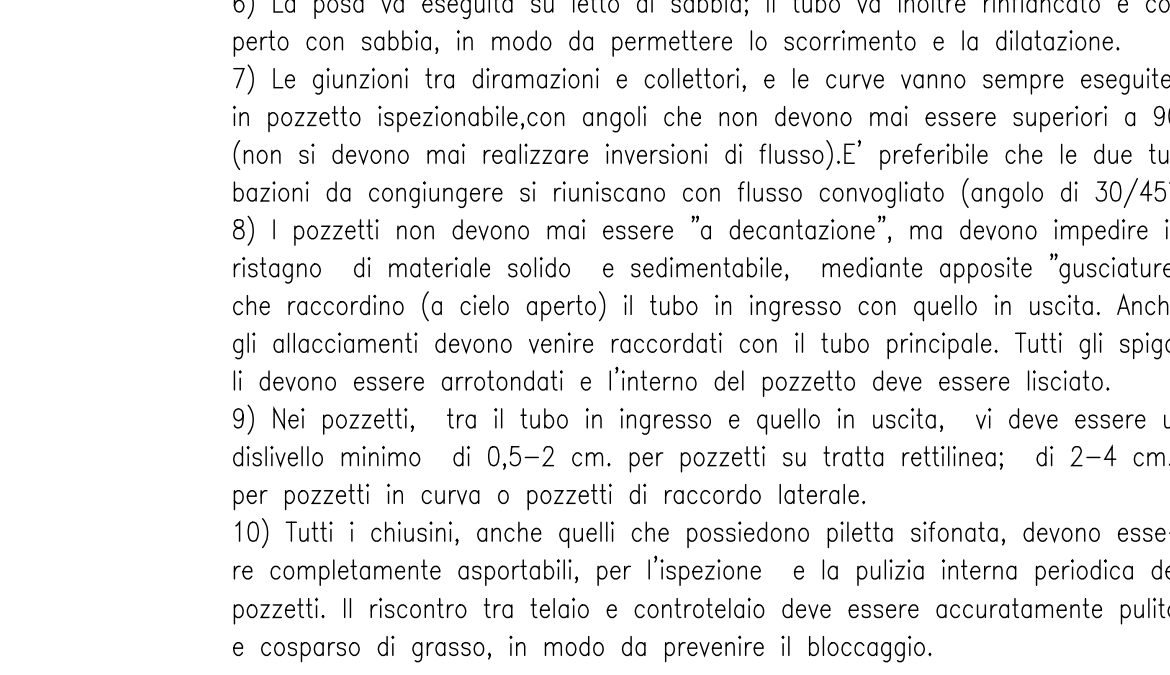 6) La posa va eseguita su letto di sabbia; il tubo va inoltre rinfiancato e co
perto con sabbia, in modo da permettere lo scorrimento e la dilatazione.
7) Le giunzioni tra diramazioni e collettori, e le curve vanno sempre eseguite
in pozzetto ispezionabile,con angoli che non devono mai essere superiori a 90
(non si devono mai realizzare inversioni di flusso).E' preferibile che le due tu
bazioni da congiungere si riuniscano con flusso convogliato (angolo di 30/45°
8) I pozzetti non devono mai essere "a decantazione", ma devono impedire i
ristagno di materiale solido e sedimentabile, mediante apposite "gusciature
che raccordino (a cielo aperto) il tubo in ingresso con quello in uscita. Anch
gli allacciamenti devono venire raccordati con il tubo principale. Tutti gli spigo
li devono essere arrotondati e l'interno del pozzetto deve essere lisciato.
9) Nei pozzetti, tra il tubo in ingresso e quello in uscita, vi deve essere u
dislivello minimo di 0,5-2 cm. per pozzetti su tratta rettilinea; di 2-4 cm.
per pozzetti in curva o pozzetti di raccordo laterale.
10) Tutti i chiusini, anche quelli che possiedono piletta sifonata, devono esse-
re completamente asportabili, per l'ispezione e la pulizia interna periodica de
pozzetti. Il riscontro tra telaio e controtelaio deve essere accuratamente pulito
e cosparso di grasso, in modo da prevenire il bloccaggio.